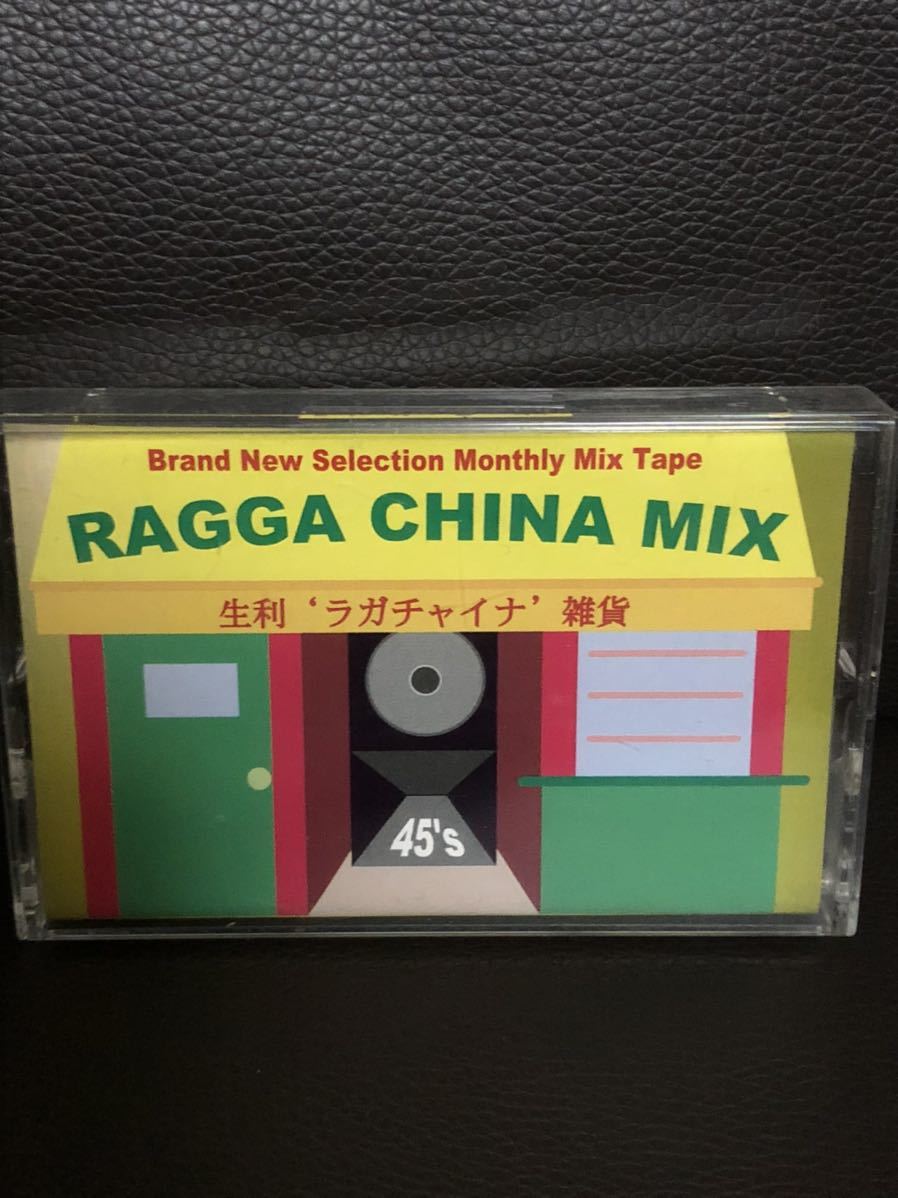 Brand New Selection Monthly Mix Tape
RAGGA CHINA MIX
生利‘ラガチャイナ’雑貨
45's